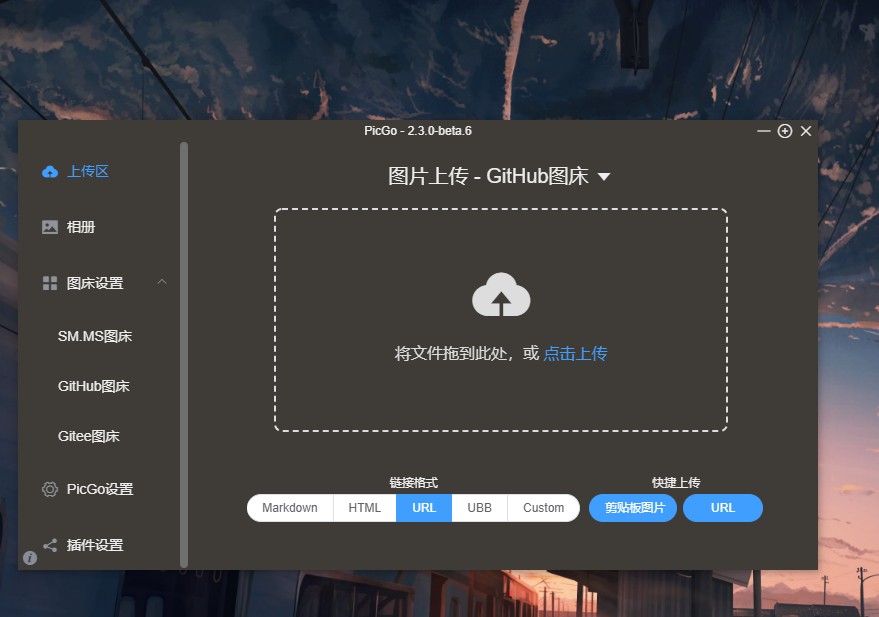 PicGo - 2.3.0-beta.6
上传区
相册
图床设置
SM.MS图床
GitHub图床
Gitee图床
PicGo设置
插件设置
图片上传 - GitHub图床
将文件拖到此处，或 点击上传
链接格式
Markdown HTML URL UBB Custom
快捷上传
剪贴板图片 URL